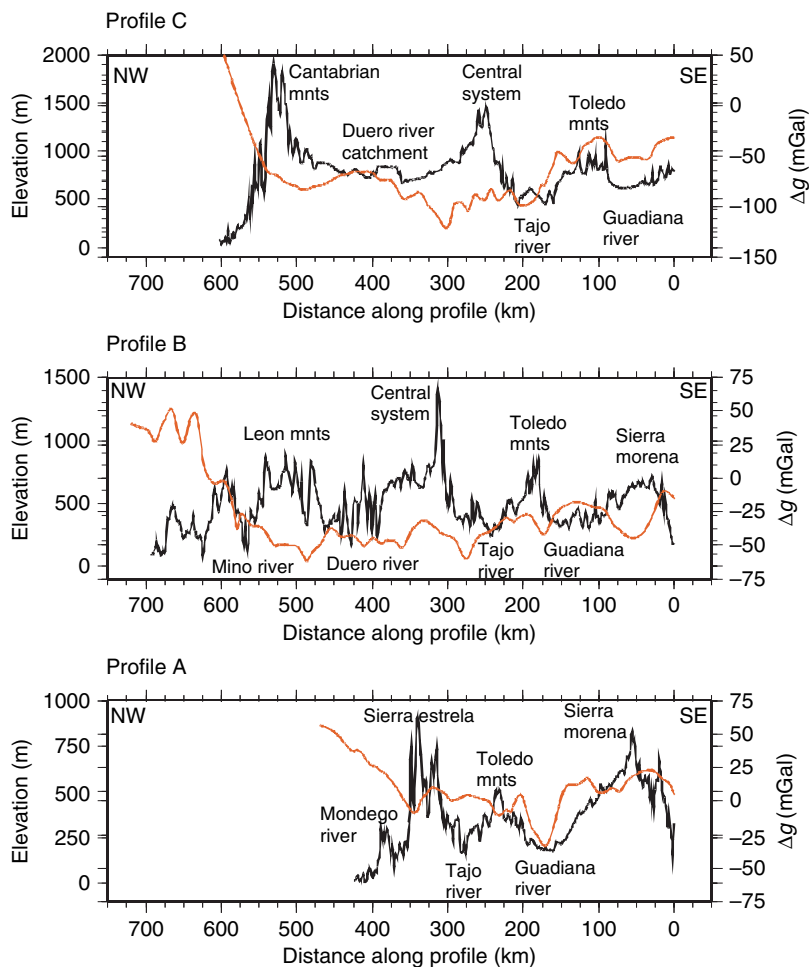 Profile C
2000
1500
1000
500
0
Elevation (m)
NW
Cantabrian
mnts
Duero river
catchment
Central
system
Toledo
mnts
SE
Tajo
river
Guadiana
river
50
0
−50
−100
−150
Δg (mGal)
700 600 500 400 300 200 100 0
Distance along profile (km)
Profile B
1500
1000
500
0
Elevation (m)
NW
Leon mnts
Central
system
Toledo
mnts
Sierra
morena
SE
Mino river
Duero river
Tajo
river
Guadiana
river
75
50
25
0
−25
−50
−75
Δg (mGal)
700 600 500 400 300 200 100 0
Distance along profile (km)
Profile A
1000
750
500
250
0
Elevation (m)
NW
Sierra estrela
Mondego
river
Toledo
mnts
Sierra
morena
SE
Tajo
river
Guadiana
river
75
50
25
0
−25
−50
−75
Δg (mGal)
700 600 500 400 300 200 100 0
Distance along profile (km)